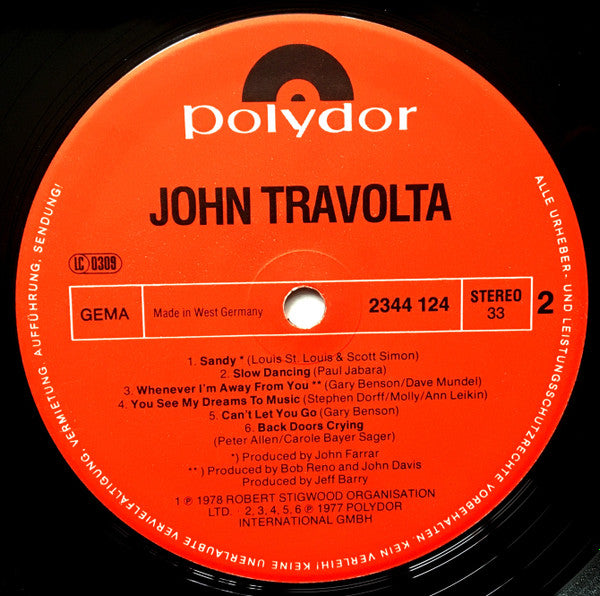 polydor
JOHN TRAVOLTA
LC 0309
GEMA
Made in West Germany
2344 124
STEREO
33
2
1. Sandy * (Louis St. Louis & Scott Simon)
2. Slow Dancing (Paul Jabara)
3. Whenever I'm Away From You ** (Gary Benson/Dave Mundel)
4. You See My Dreams To Music (Stephen Dorff/Molly/Ann Leikin)
5. Can't Let You Go (Gary Benson)
6. Back Doors Crying
(Peter Allen/Carole Bayer Sager)
*) Produced by John Farrar
**) Produced by Bob Reno and John Davis
Produced by Jeff Barry
1 ℗ 1978 ROBERT STIGWOOD ORGANISATION
LTD. · 2, 3, 4, 5, 6 ℗ 1977 POLYDOR
INTERNATIONAL GMBH
ALLE URHEBER- UND LEISTUNGSSCHUTZRECHTE VORBEHALTEN. KEIN VERLEIH! KEINE UNERLAUBTE VERVIELFÄLTIGUNG, VERMIETUNG, AUFFÜHRUNG, SENDUNG!